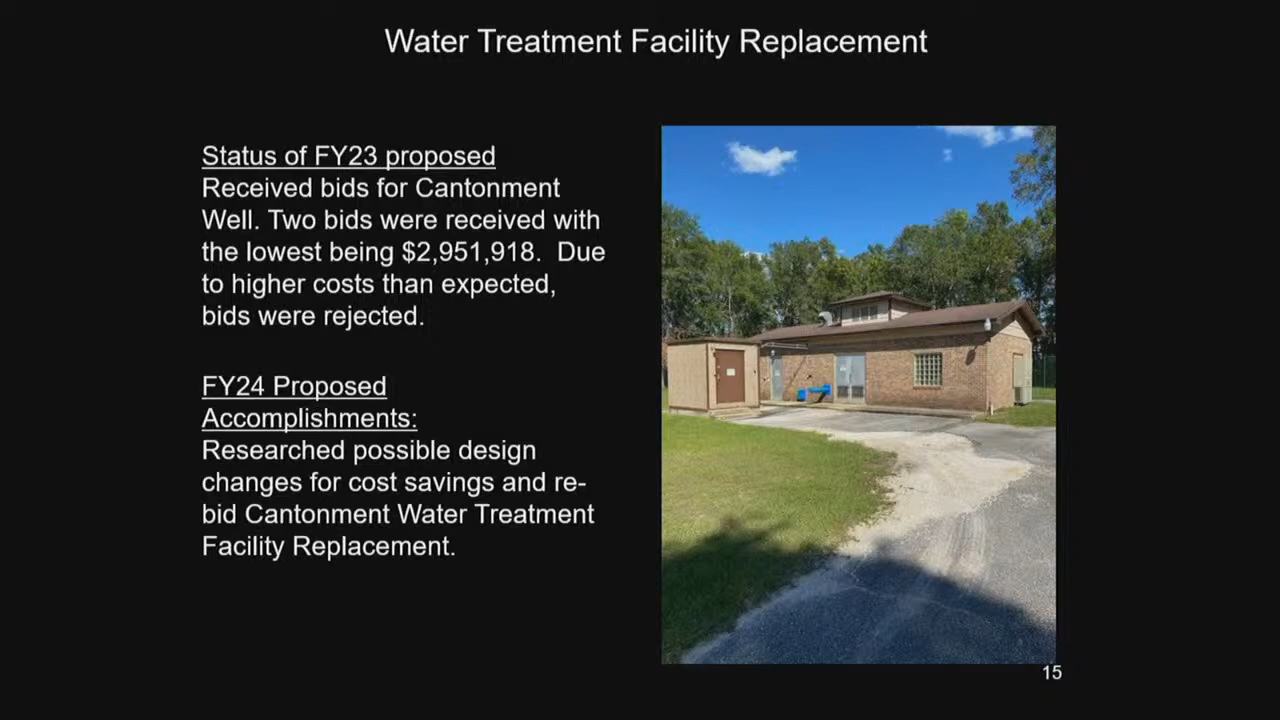 Water Treatment Facility Replacement
Status of FY23 proposed
Received bids for Cantonment
Well. Two bids were received with
the lowest being $2,951,918.  Due
to higher costs than expected,
bids were rejected.
FY24 Proposed
Accomplishments:
Researched possible design
changes for cost savings and re-
bid Cantonment Water Treatment
Facility Replacement.
15